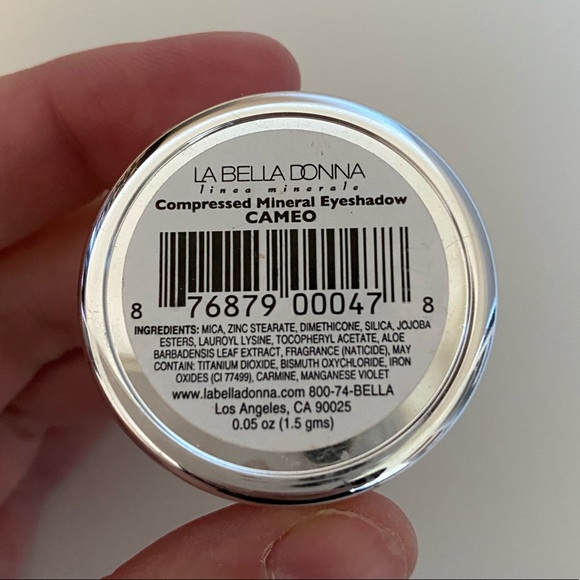 LA BELLA DONNA
linea minerale
Compressed Mineral Eyeshadow
CAMEO
8 76879 00047 8
INGREDIENTS: MICA, ZINC STEARATE, DIMETHICONE, SILICA, JOJOBA
ESTERS, LAUROYL LYSINE, TOCOPHERYL ACETATE, ALOE
BARBADENSIS LEAF EXTRACT, FRAGRANCE (NATICIDE), MAY
CONTAIN: TITANIUM DIOXIDE, BISMUTH OXYCHLORIDE, IRON
OXIDES (CI 77499), CARMINE, MANGANESE VIOLET
www.labelladonna.com 800-74-BELLA
Los Angeles, CA 90025
0.05 oz (1.5 gms)